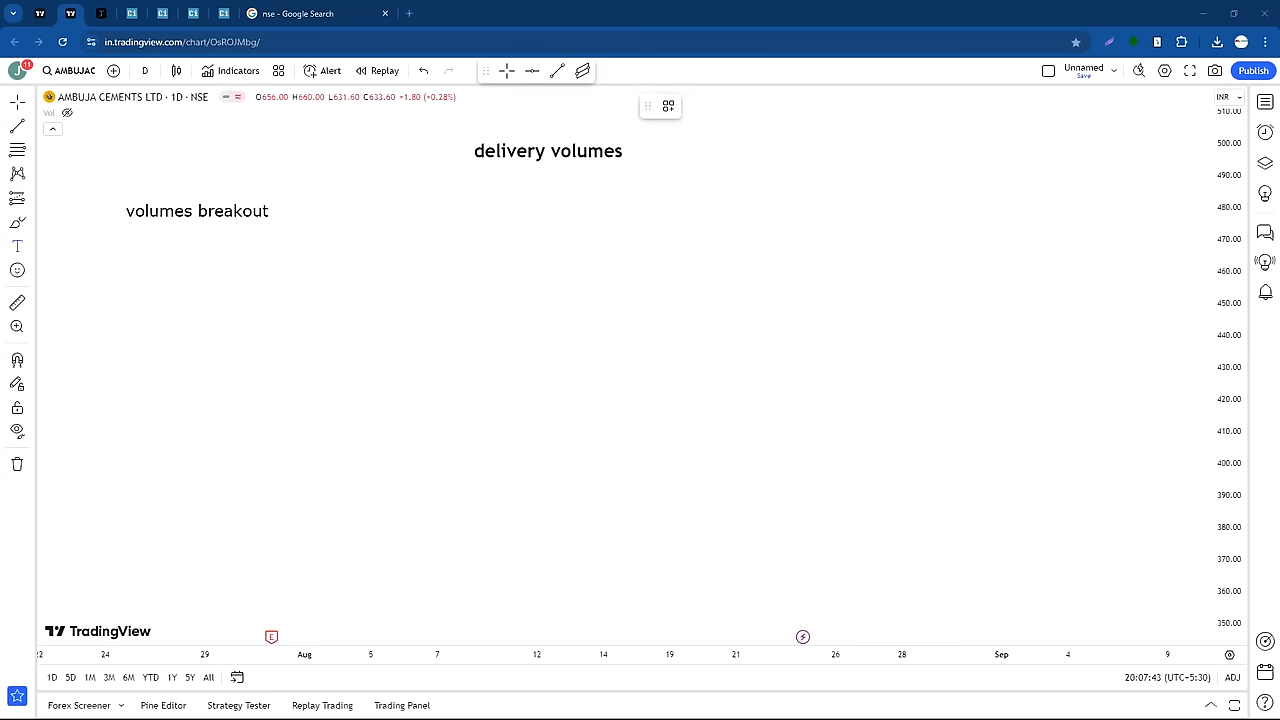 nse - Google Search
in.tradingview.com/chart/OsROJMbg/
11
AMBUJAC
D
Indicators
Alert
Replay
Unnamed
Save
Publish
AMBUJA CEMENTS LTD · 1D · NSE
O656.00 H660.00 L631.60 C633.60 +1.80 (+0.28%)
INR
Vol
delivery volumes
volumes breakout
510.00
500.00
490.00
480.00
470.00
460.00
450.00
440.00
430.00
420.00
410.00
400.00
390.00
380.00
370.00
360.00
350.00
TradingView
E
22 24 29 Aug 5 7 12 14 19 21 26 28 Sep 4 9
1D 5D 1M 3M 6M YTD 1Y 5Y All
20:07:43 (UTC+5:30) ADJ
Forex Screener Pine Editor Strategy Tester Replay Trading Trading Panel